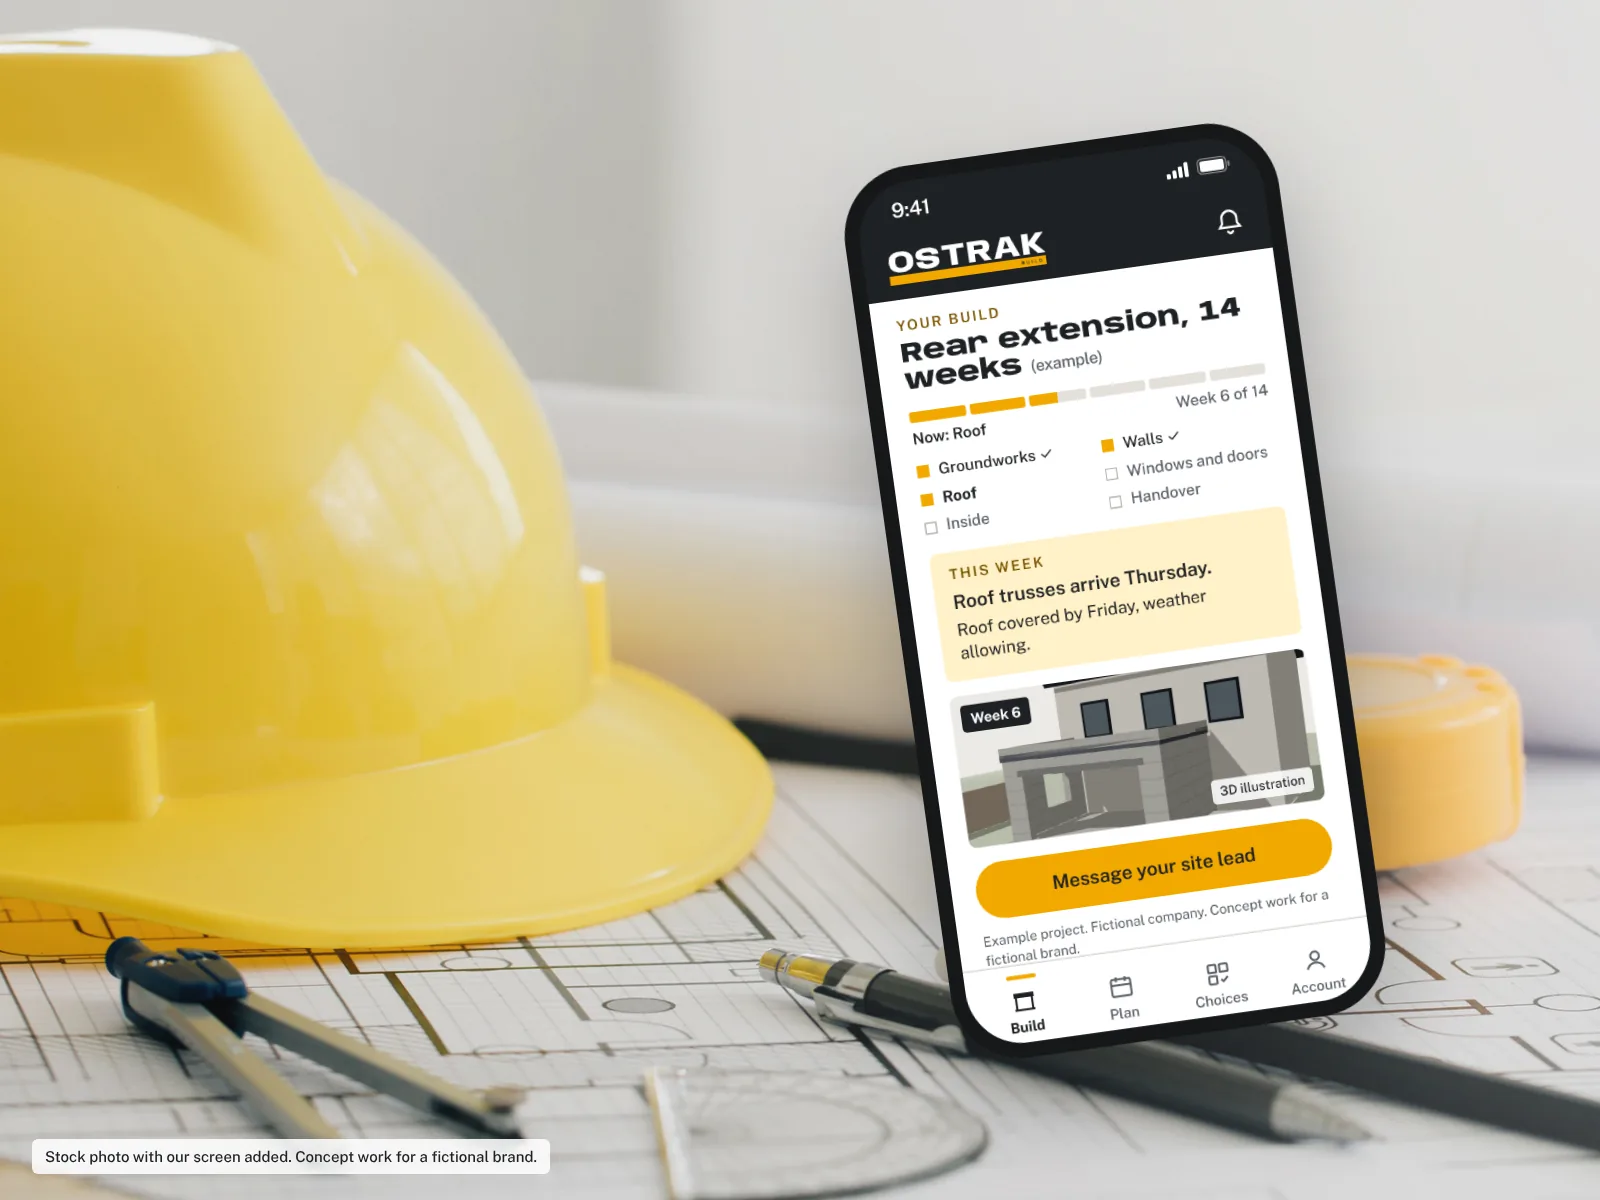 9:41
OSTRAK
BUILD
YOUR BUILD
Rear extension, 14
weeks (example)
Week 6 of 14
Now: Roof
Groundworks ✓
Walls ✓
Roof
Windows and doors
Inside
Handover
THIS WEEK
Roof trusses arrive Thursday.
Roof covered by Friday, weather
allowing.
Week 6
3D illustration
Message your site lead
Example project. Fictional company. Concept work for a
fictional brand.
Build
Plan
Choices
Account
Stock photo with our screen added. Concept work for a fictional brand.